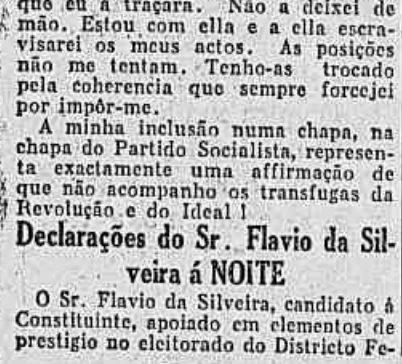 que eu a traçara. Não a deixei de
mão. Estou com ella e a ella escra-
visarei os meus actos. As posições
não me tentam. Tenho-as trocado
pela coherencia que sempre forcejei
por impôr-me.
A minha inclusão numa chapa, na
chapa do Partido Socialista, represen-
ta exactamente uma affirmação de
que não acompanho os transfugas da
Revolução e do Ideal !
Declarações do Sr. Flavio da Sil-
veira á NOITE
O Sr. Flavio da Silveira, candidato á
Constituinte, apoiado em elementos de
prestigio no eleitorado do Districto Fe-